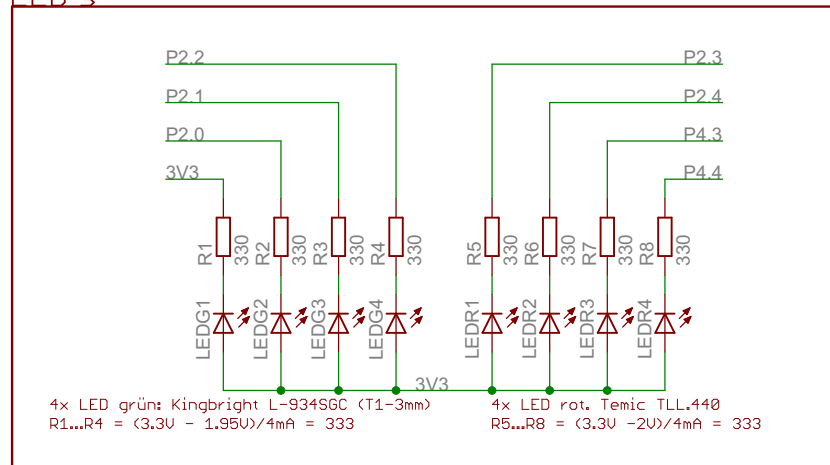 LED's
P2.2 P2.3
P2.1 P2.4
P2.0 P4.3
3V3 P4.4
R1 330 R2 330 R3 330 R4 330 R5 330 R6 330 R7 330 R8 330
LEDG1 LEDG2 LEDG3 LEDG4 LEDR1 LEDR2 LEDR3 LEDR4
3V3
4x LED grün: Kingbright L-934SGC (T1-3mm) 4x LED rot. Temic TLL.440
R1...R4 = (3.3V - 1.95V)/4mA = 333 R5...R8 = (3.3V -2V)/4mA = 333